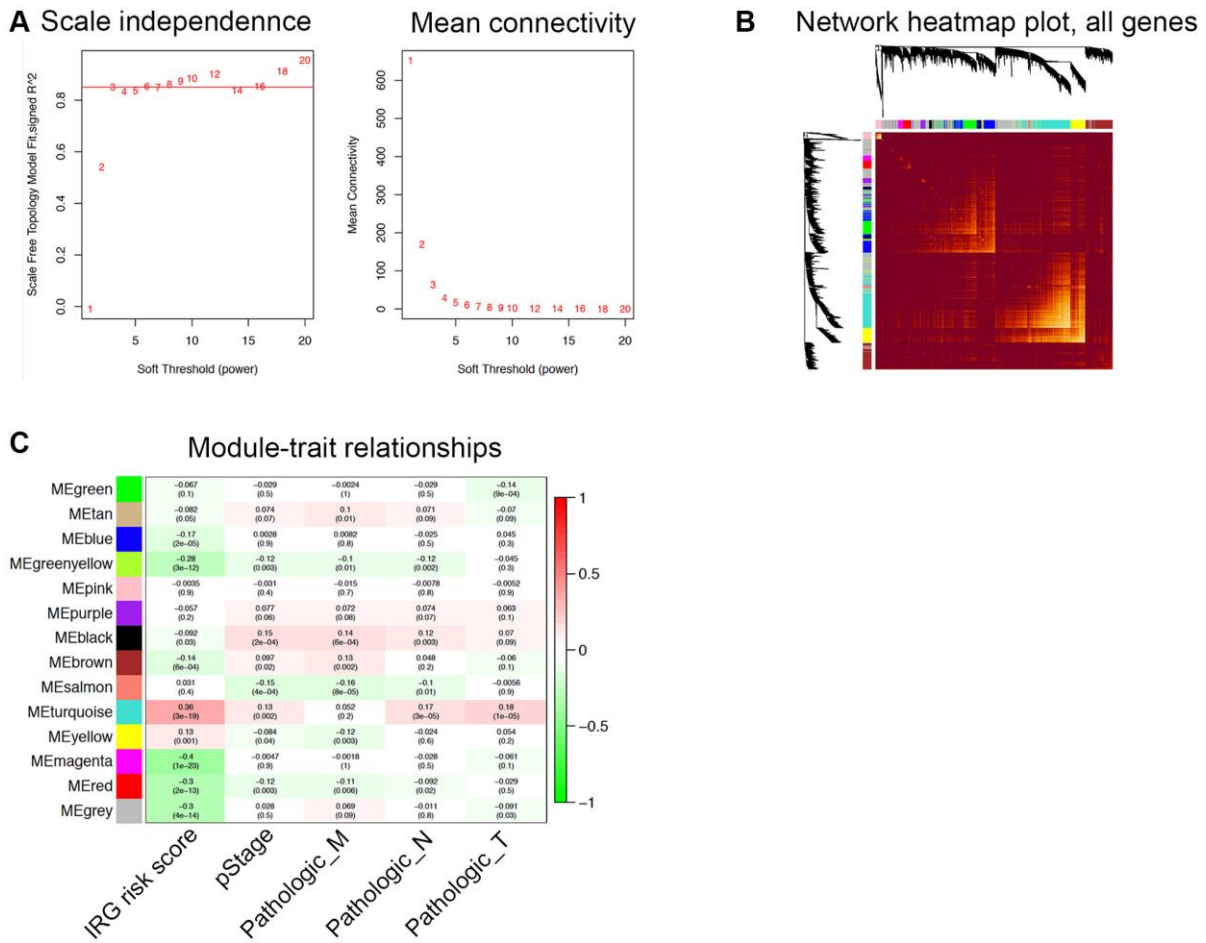 A
Scale independennce
Mean connectivity
Scale Free Topology Model Fit,signed R^2
0.0
0.2
0.4
0.6
0.8
1
2
3
4
5
6
7
8
9
10
12
14
16
18
20
5
10
15
20
Soft Threshold (power)
Mean Connectivity
0
100
200
300
400
500
600
1
2
3
4
5
6
7
8
9
10
12
14
16
18
20
5
10
15
20
Soft Threshold (power)
B
Network heatmap plot, all genes
C
Module-trait relationships
MEgreen
−0.067 −0.029 −0.0024 −0.029 −0.14
(0.1) (0.5) (1) (0.5) (9e−04)
MEtan
−0.082 0.074 0.1 0.071 −0.07
(0.05) (0.07) (0.01) (0.09) (0.09)
MEblue
−0.17 0.0028 0.0082 −0.025 0.045
(2e−05) (0.9) (0.8) (0.5) (0.3)
MEgreenyellow
−0.28 −0.12 −0.1 −0.12 −0.045
(3e−12) (0.003) (0.01) (0.002) (0.3)
MEpink
−0.0035 −0.031 −0.015 −0.0078 −0.0052
(0.9) (0.4) (0.7) (0.8) (0.9)
MEpurple
−0.057 0.077 0.072 0.074 0.063
(0.2) (0.06) (0.08) (0.07) (0.1)
MEblack
−0.092 0.15 0.14 0.12 0.07
(0.03) (2e−04) (6e−04) (0.003) (0.09)
MEbrown
−0.14 0.097 0.13 0.048 −0.06
(6e−04) (0.02) (0.002) (0.2) (0.1)
MEsalmon
0.031 −0.15 −0.16 −0.1 −0.0056
(0.4) (4e−04) (8e−05) (0.01) (0.9)
MEturquoise
0.36 0.13 0.052 0.17 0.18
(3e−19) (0.002) (0.2) (3e−05) (1e−05)
MEyellow
0.13 −0.084 −0.12 −0.024 0.054
(0.001) (0.04) (0.003) (0.6) (0.2)
MEmagenta
−0.4 −0.0047 −0.0018 −0.028 −0.061
(1e−23) (0.9) (1) (0.5) (0.1)
MEred
−0.3 −0.12 −0.11 −0.092 −0.029
(2e−13) (0.003) (0.006) (0.02) (0.5)
MEgrey
−0.3 0.028 0.069 −0.011 −0.091
(4e−14) (0.5) (0.09) (0.8) (0.03)
IRG risk score
pStage
Pathologic_M
Pathologic_N
Pathologic_T
1
0.5
0
−0.5
−1